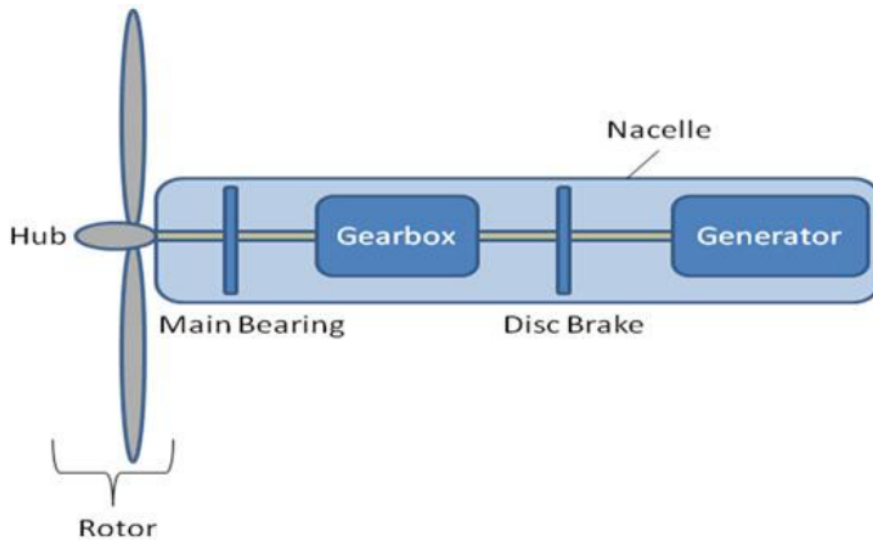 Nacelle
Hub
Gearbox
Generator
Main Bearing
Disc Brake
Rotor